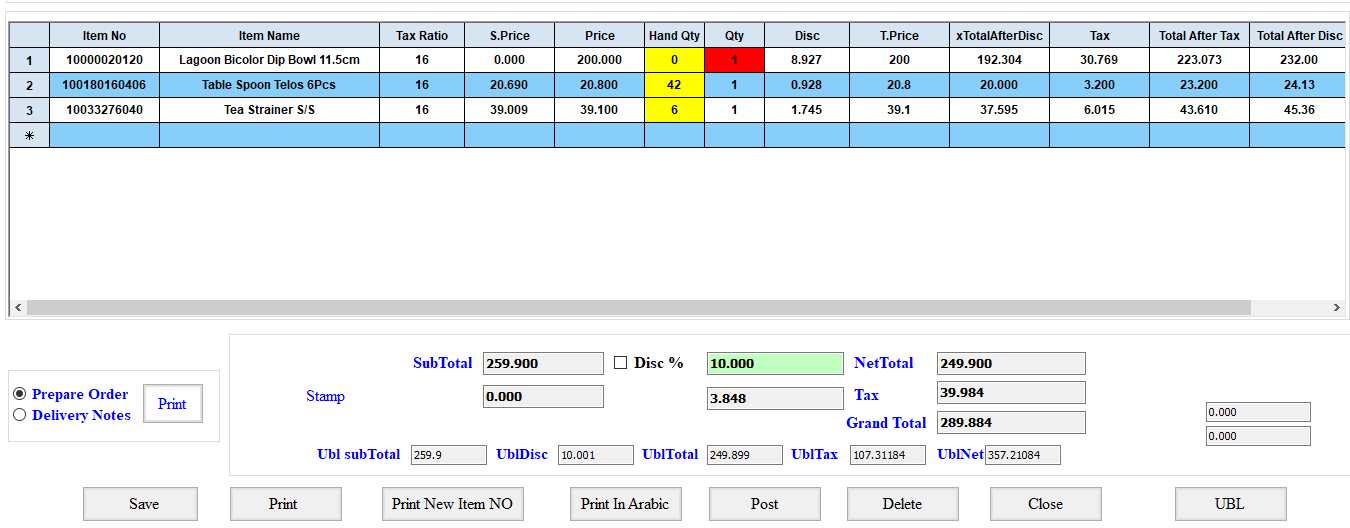 Item No Item Name Tax Ratio S.Price Price Hand Qty Qty Disc T.Price xTotalAfterDisc Tax Total After Tax Total After Disc
1 10000020120 Lagoon Bicolor Dip Bowl 11.5cm 16 0.000 200.000 0 1 8.927 200 192.304 30.769 223.073 232.00
2 100180160406 Table Spoon Telos 6Pcs 16 20.690 20.800 42 1 0.928 20.8 20.000 3.200 23.200 24.13
3 10033276040 Tea Strainer S/S 16 39.009 39.100 6 1 1.745 39.1 37.595 6.015 43.610 45.36
*
SubTotal 259.900 Disc % 10.000 NetTotal 249.900
Prepare Order
Delivery Notes
Print
Stamp 0.000 3.848 Tax 39.984
Grand Total 289.884
0.000
0.000
Ubl subTotal 259.9 UblDisc 10.001 UblTotal 249.899 UblTax 107.31184 UblNet 357.21084
Save Print Print New Item NO Print In Arabic Post Delete Close UBL